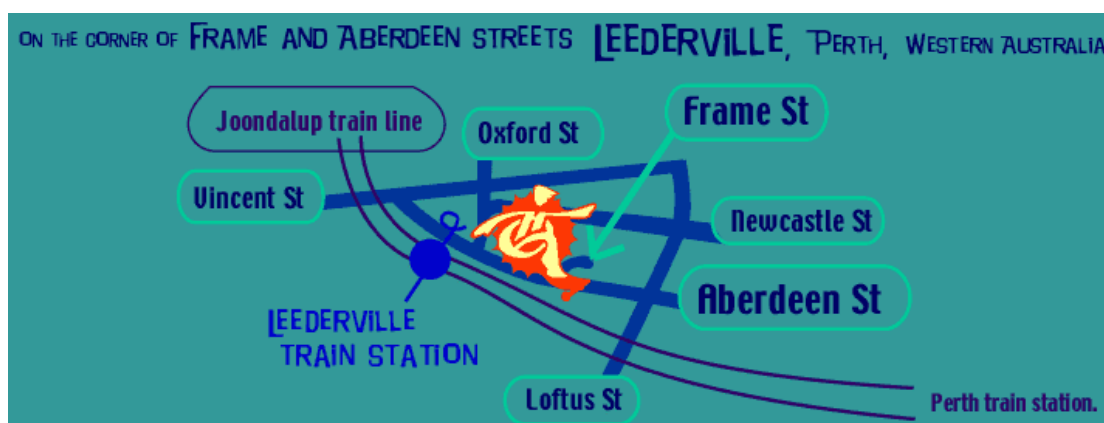 ON THE CORNER OF FRAME AND ABERDEEN STREETS LEEDERVILLE, PERTH, WESTERN AUSTRALIA
Joondalup train line
Oxford St
Frame St
Vincent St
Newcastle St
Aberdeen St
LEEDERVILLE
TRAIN STATION
Loftus St
Perth train station.